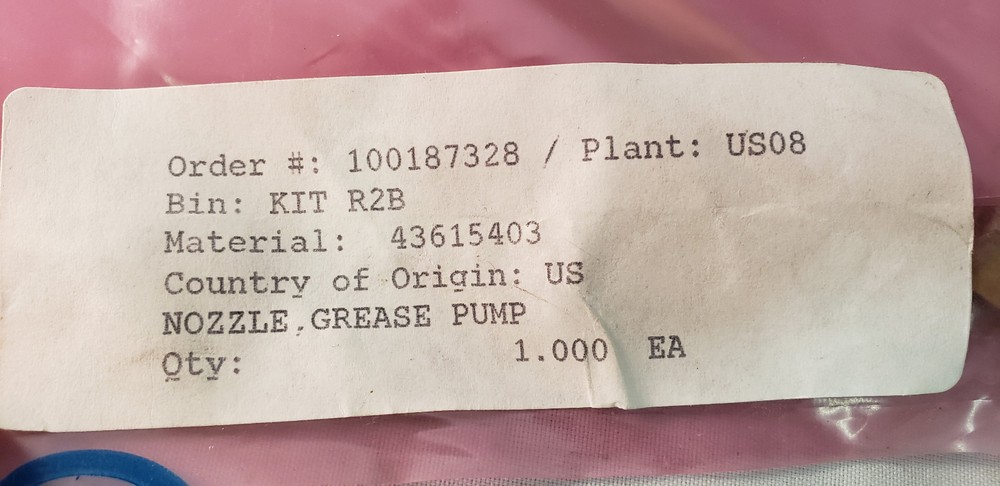 Order #: 100187328 / Plant: US08
Bin: KIT R2B
Material: 43615403
Country of Origin: US
NOZZLE,GREASE PUMP
Qty: 1.000 EA